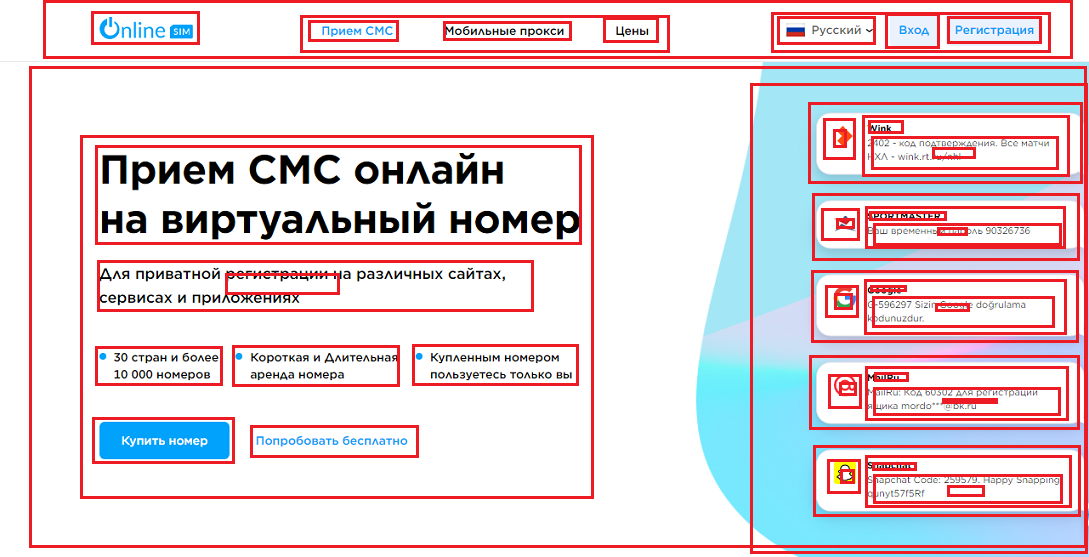 Online SIM
Прием СМС
Мобильные прокси
Цены
Русский
Вход
Регистрация
Прием СМС онлайн
на виртуальный номер
Для приватной регистрации на различных сайтах,
сервисах и приложениях
30 стран и более
10 000 номеров
Короткая и Длительная
аренда номера
Купленным номером
пользуетесь только вы
Купить номер
Попробовать бесплатно
Wink
2402 - код подтверждения. Все матчи
НХЛ - wink.rt.ru/nhl
SPORTMASTER
Ваш временный пароль 90326736
Google
G-596297 Sizin Google doğrulama
kodunuzdur.
MailRu
MailRu: Код 60302 для регистрации
ящика mordo***@bk.ru
Snapchat
Snapchat Code: 259579. Happy Snapping
qunyt57f5Rf